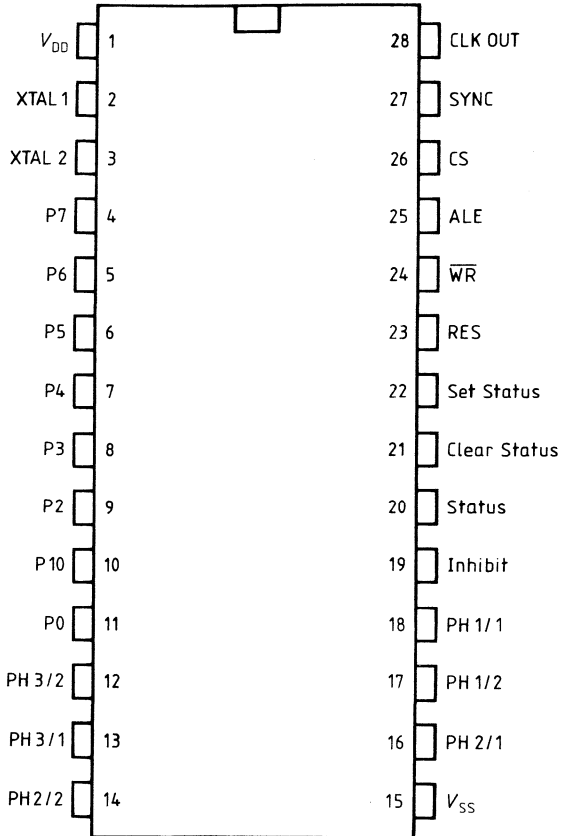 V_DD 1 28 CLK OUT
XTAL 1 2 27 SYNC
XTAL 2 3 26 CS
P7 4 25 ALE
P6 5 24 W̅R̅
P5 6 23 RES
P4 7 22 Set Status
P3 8 21 Clear Status
P2 9 20 Status
P10 10 19 Inhibit
P0 11 18 PH 1/1
PH 3/2 12 17 PH 1/2
PH 3/1 13 16 PH 2/1
PH 2/2 14 15 V_SS